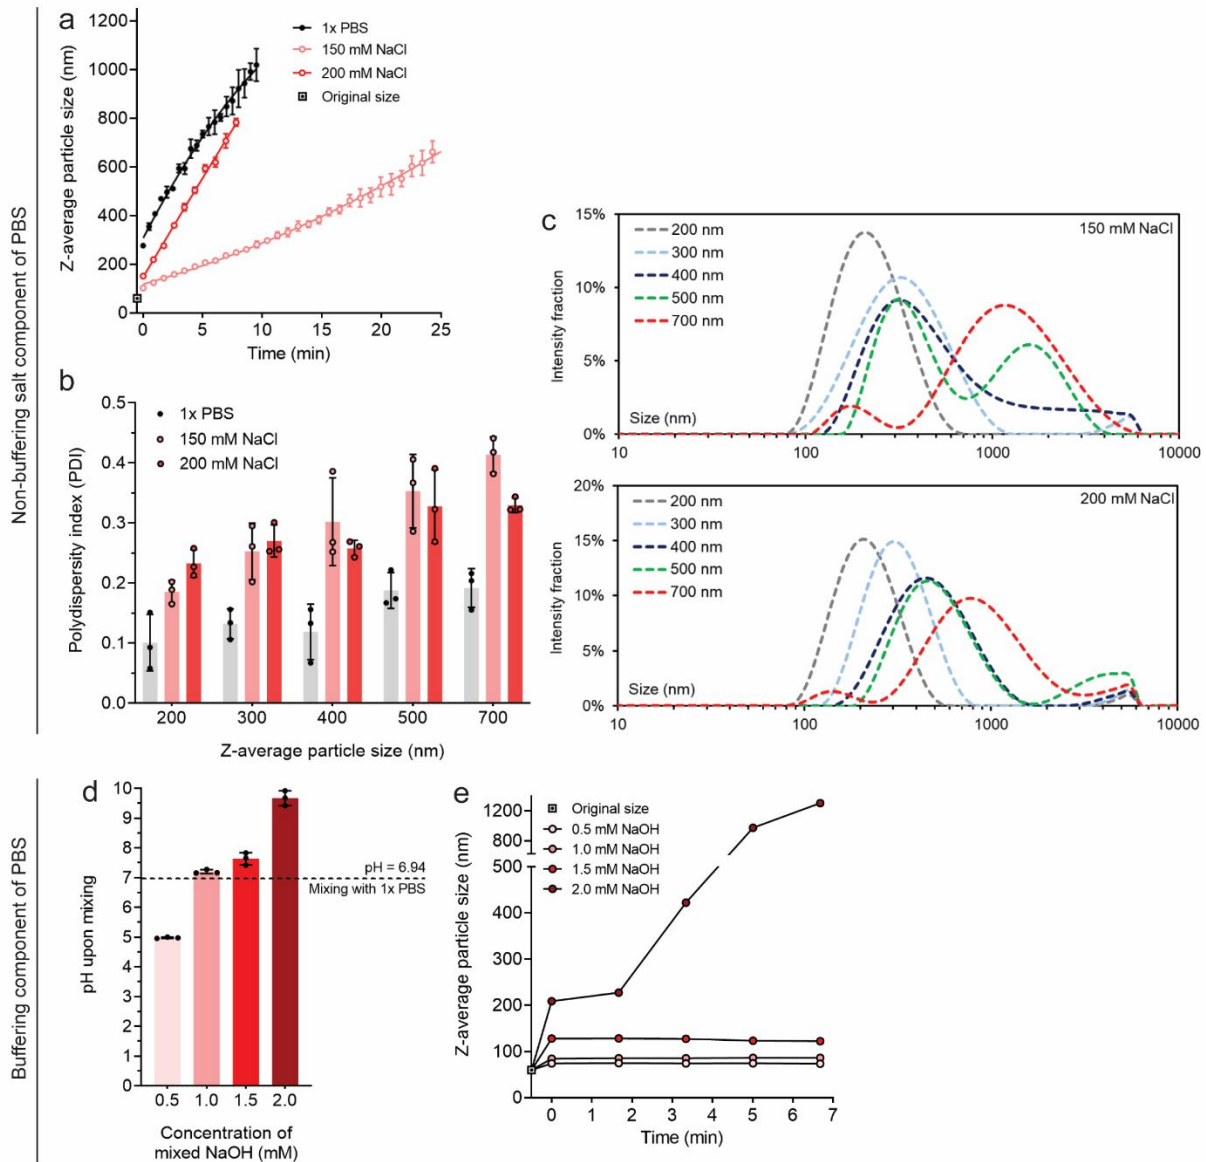 Non-buffering salt component of PBS
a
Z-average particle size (nm)
1200
1000
800
600
400
200
0
1x PBS
150 mM NaCl
200 mM NaCl
Original size
0 5 10 15 20 25
Time (min)
b
Polydispersity index (PDI)
0.5
0.4
0.3
0.2
0.1
0.0
1x PBS
150 mM NaCl
200 mM NaCl
200 300 400 500 700
Z-average particle size (nm)
c
Intensity fraction
15%
10%
5%
0%
200 nm
300 nm
400 nm
500 nm
700 nm
150 mM NaCl
Size (nm)
10 100 1000 10000
Intensity fraction
20%
15%
10%
5%
0%
200 nm
300 nm
400 nm
500 nm
700 nm
200 mM NaCl
Size (nm)
10 100 1000 10000
Buffering component of PBS
d
pH upon mixing
10
9
8
7
6
5
4
3
2
1
0
pH = 6.94
Mixing with 1x PBS
0.5 1.0 1.5 2.0
Concentration of
mixed NaOH (mM)
e
Z-average particle size (nm)
1200
800
500
400
300
200
100
0
Original size
0.5 mM NaOH
1.0 mM NaOH
1.5 mM NaOH
2.0 mM NaOH
0 1 2 3 4 5 6 7
Time (min)